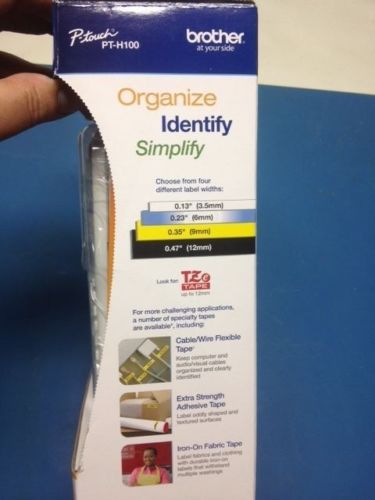 P-touch
PT-H100
brother
at your side
Organize
Identify
Simplify
Choose from four
different label widths:
0.13" (3.5mm)
0.23" (6mm)
0.35" (9mm)
0.47" (12mm)
Look for: TZe
TAPE
up to 12mm
For more challenging applications,
a number of specialty tapes
are available*, including:
Cable/Wire Flexible
Tape*
Keep computer and
audio/visual cables
organized and clearly
identified
Extra Strength
Adhesive Tape
Label oddly shaped and
textured surfaces
Iron-On Fabric Tape
Label fabrics and clothing
with durable iron-on
labels that withstand
multiple washings